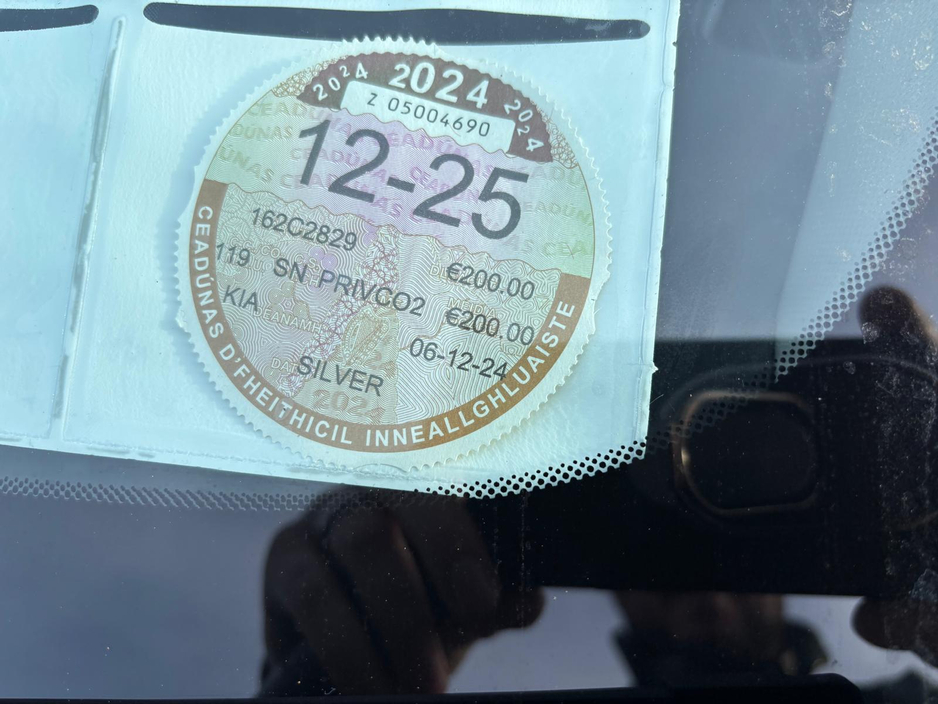 2024 2024 2024
Z 05004690
12-25
162C2829
€200.00
119 SN PRIVCO2
€200.00
KIA
06-12-24
SILVER
2024
CEADÚNAS D'FHEITHICIL INNEALLGHLUAISTE